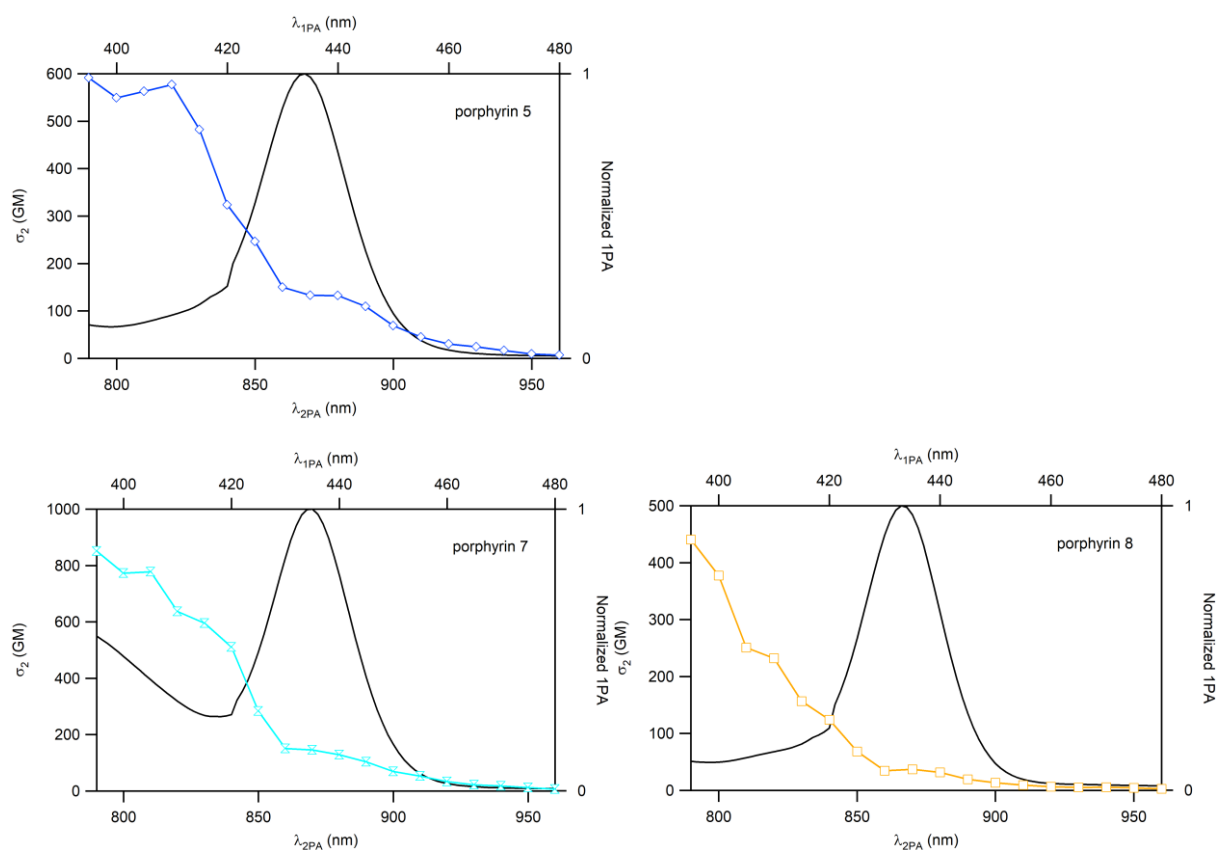 λ1PA (nm)
400 420 440 460 480
600
500
400
300
200
100
0
1
0
porphyrin 5
σ2 (GM)
Normalized 1PA
800 850 900 950
λ2PA (nm)
λ1PA (nm)
400 420 440 460 480
1000
800
600
400
200
0
1
0
porphyrin 7
σ2 (GM)
Normalized 1PA
800 850 900 950
λ2PA (nm)
λ1PA (nm)
400 420 440 460 480
500
400
300
200
100
0
1
0
porphyrin 8
σ2 (GM)
Normalized 1PA
800 850 900 950
λ2PA (nm)